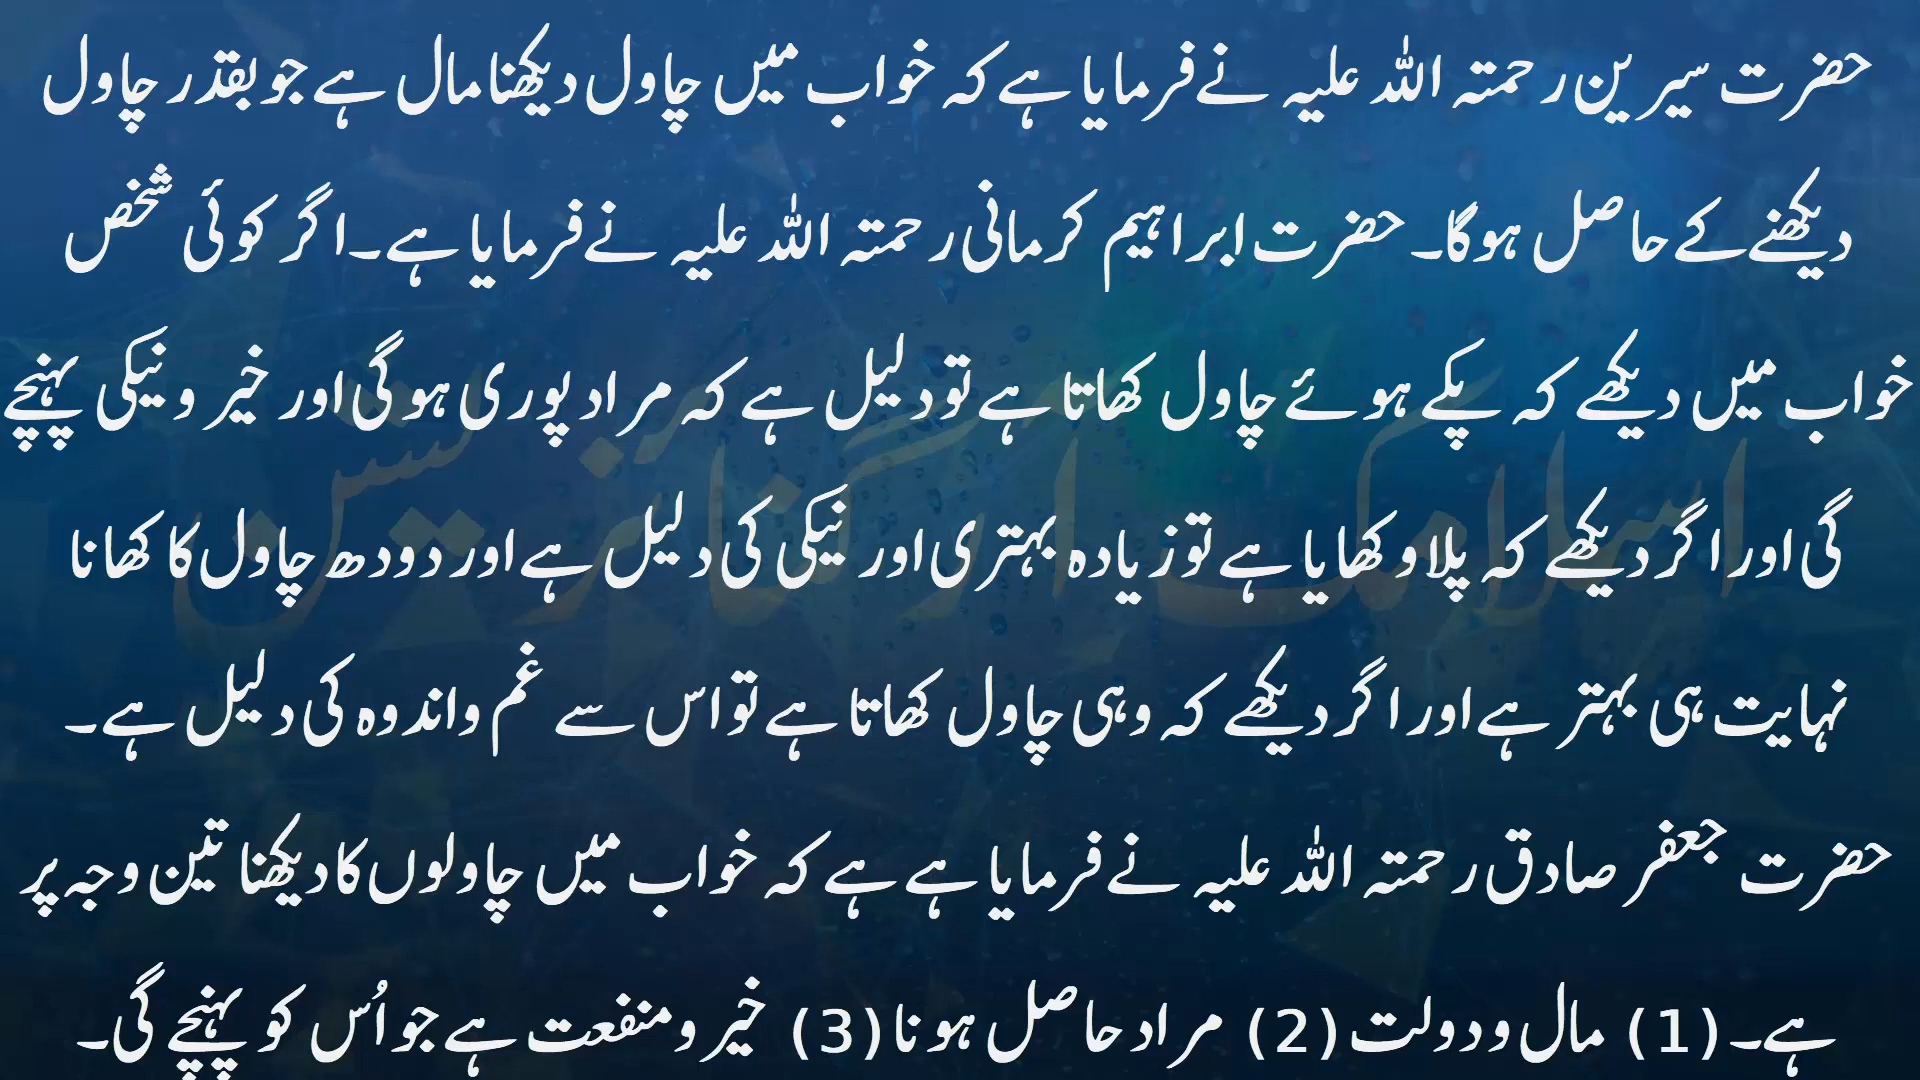 حضرت سیرین رحمتہ اللہ علیہ نے فرمایا ہے کہ خواب میں چاول دیکھنا مال ہے جو بقدر چاول
دیکھنے کے حاصل ہوگا۔ حضرت ابراہیم کرمانی رحمتہ اللہ علیہ نے فرمایا ہے۔ اگر کوئی شخص
خواب میں دیکھے کہ پکے ہوئے چاول کھاتا ہے تو دلیل ہے کہ مراد پوری ہوگی اور خیر و نیکی پہنچے
گی اور اگر دیکھے کہ پلاو کھایا ہے تو زیادہ بہتری اور نیکی کی دلیل ہے اور دودھ چاول کا کھانا
نہایت ہی بہتر ہے اور اگر دیکھے کہ وہی چاول کھاتا ہے تو اس سے غم و اندوہ کی دلیل ہے۔
حضرت جعفر صادق رحمتہ اللہ علیہ نے فرمایا ہے ہے کہ خواب میں چاولوں کا دیکھنا تین وجہ پر
ہے۔ (1) مال و دولت (2) مراد حاصل ہونا (3) خیر و منفعت ہے جو اُس کو پہنچے گی۔
اسلامک آرگنائزیشن